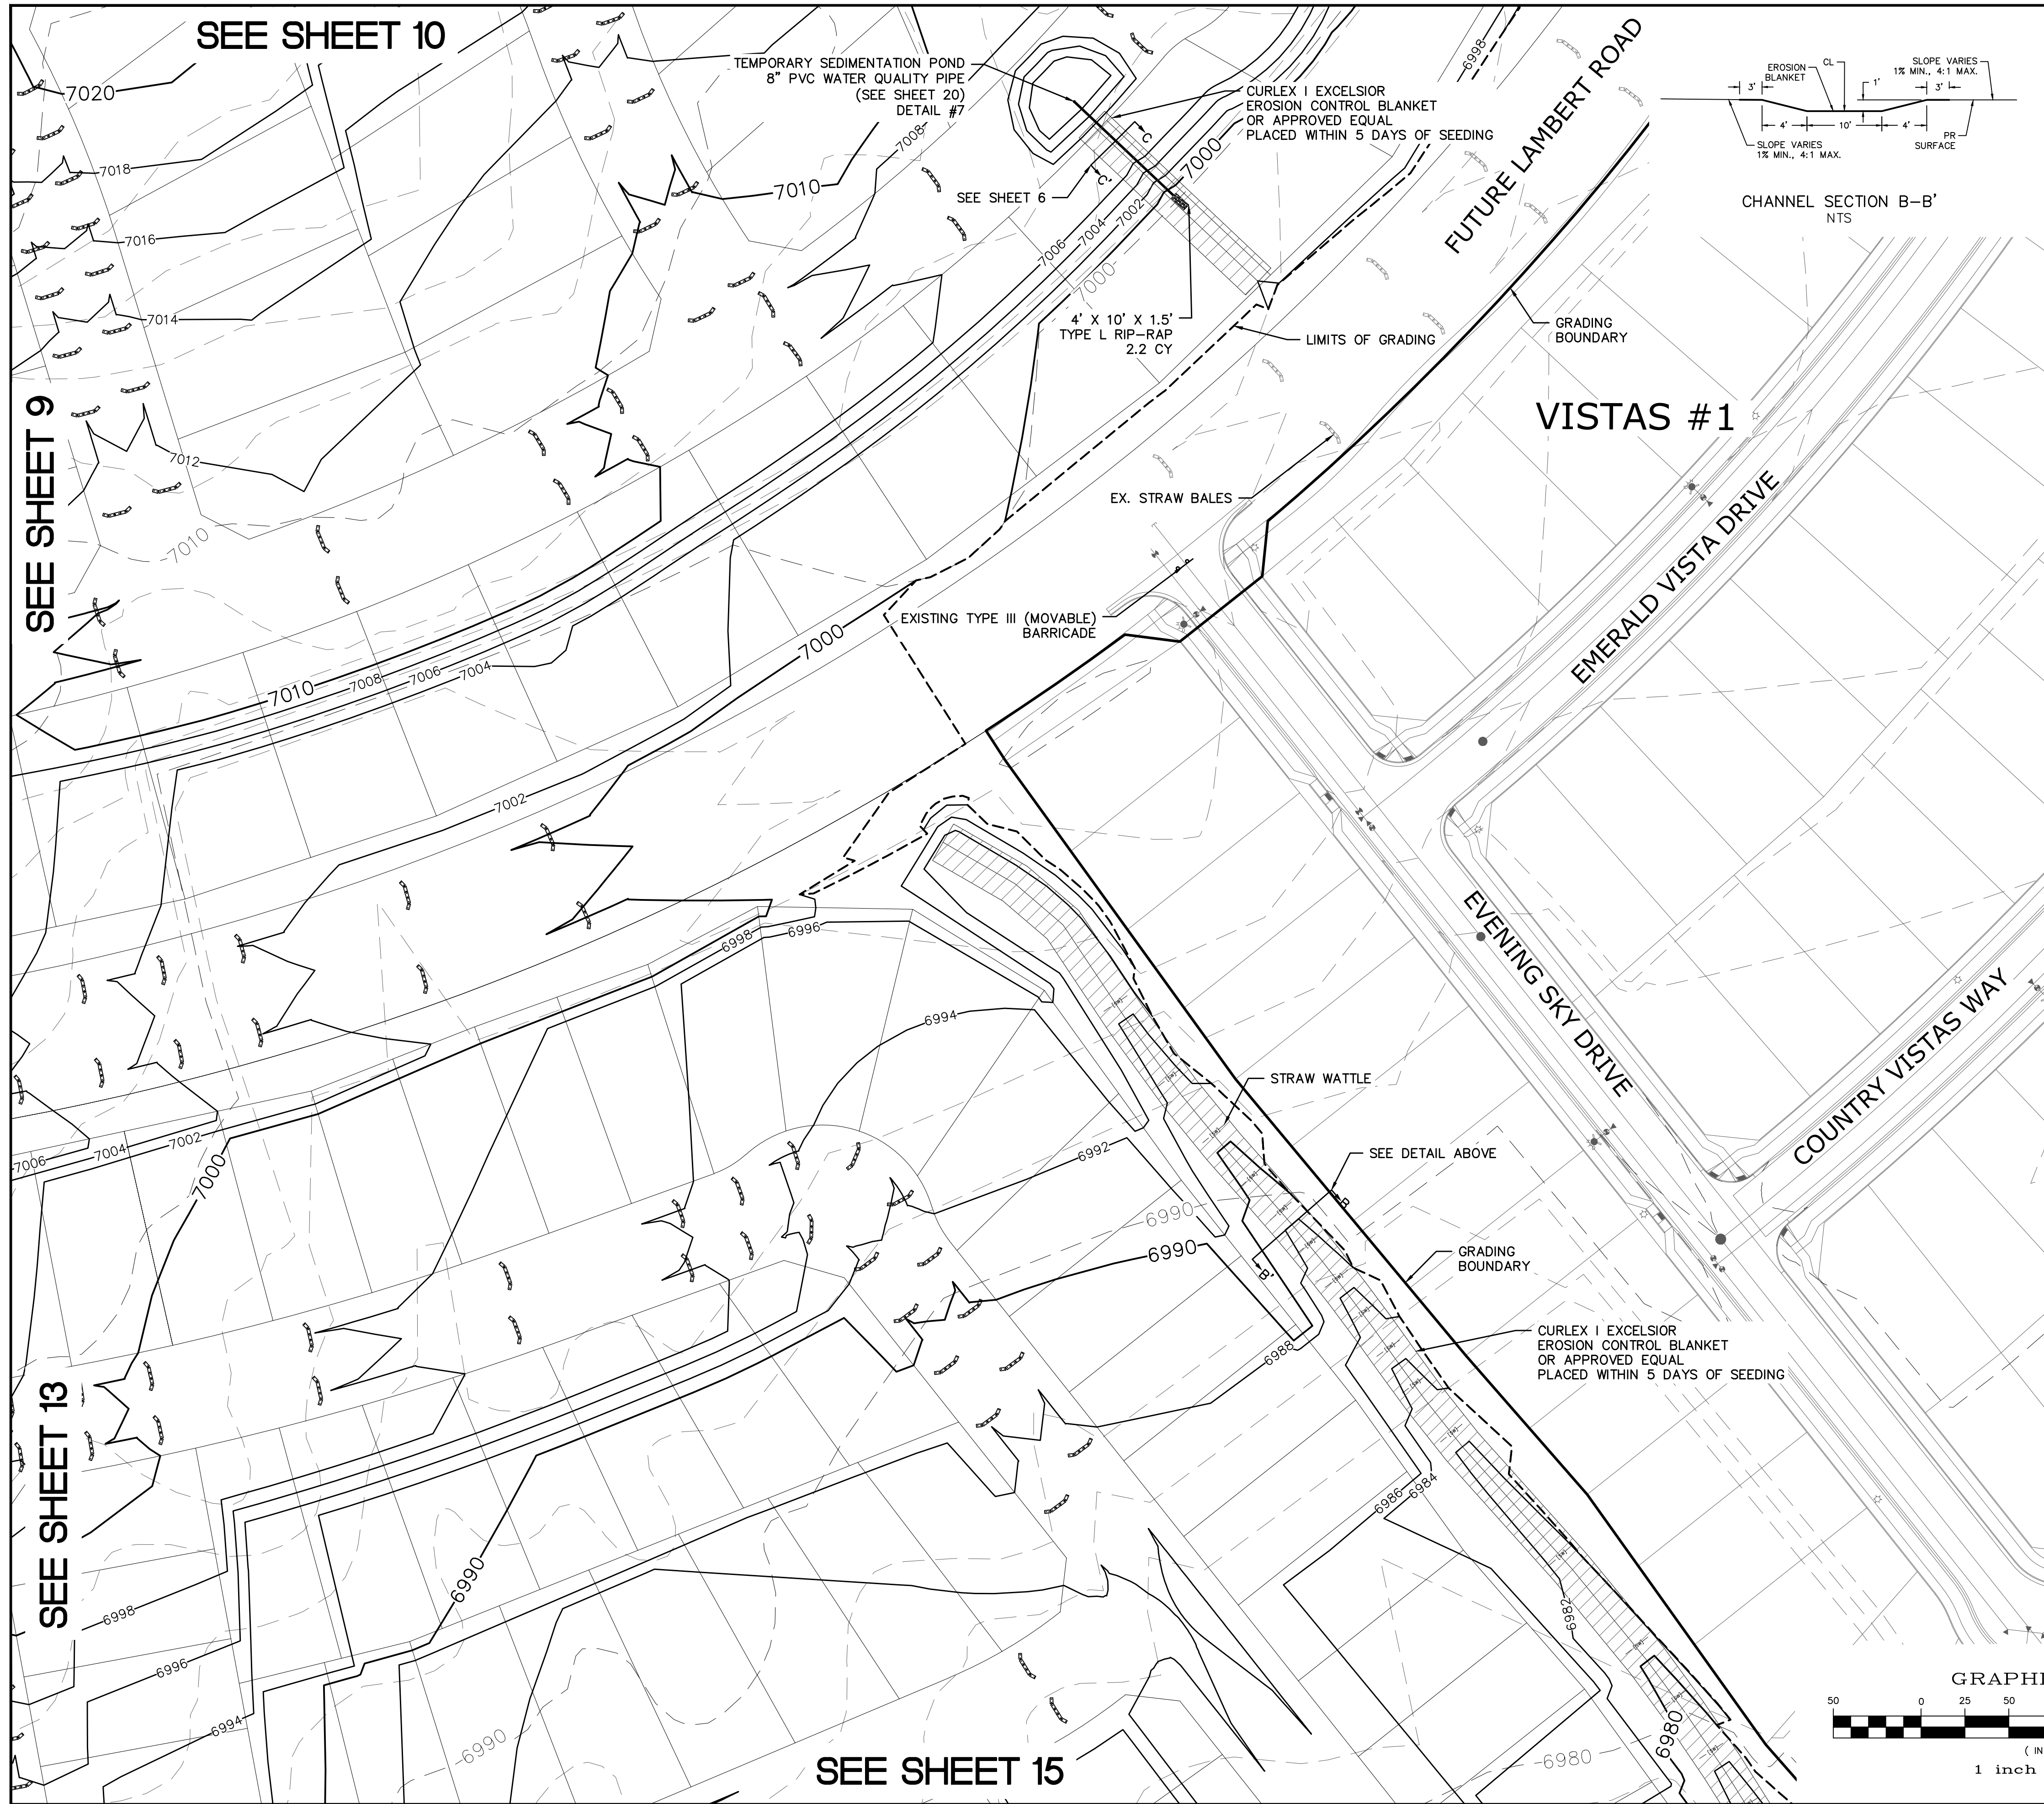 SEE SHEET 10
TEMPORARY SEDIMENTATION POND
8" PVC WATER QUALITY PIPE
(SEE SHEET 20)
DETAIL #7
CURLEX I EXCELSIOR
EROSION CONTROL BLANKET
OR APPROVED EQUAL
PLACED WITHIN 5 DAYS OF SEEDING
6998
FUTURE LAMBERT ROAD
EROSION
BLANKET
CL
SLOPE VARIES
1% MIN., 4:1 MAX.
3'
1'
3'
4'
10'
4'
SLOPE VARIES
1% MIN., 4:1 MAX.
PR
SURFACE
CHANNEL SECTION B-B'
NTS
7020
7018
7016
7014
7012
7010
7008
7010
7000
C
C'
SEE SHEET 6
7006
7004
7002
7000
4' X 10' X 1.5'
TYPE L RIP-RAP
2.2 CY
LIMITS OF GRADING
GRADING
BOUNDARY
VISTAS #1
SEE SHEET 9
EX. STRAW BALES
EMERALD VISTA DRIVE
EXISTING TYPE III (MOVABLE)
BARRICADE
7000
7010
7008
7006
7004
7002
6998
6996
6994
EVENING SKY DRIVE
COUNTRY VISTAS WAY
STRAW WATTLE
SEE DETAIL ABOVE
7006
7004
7002
7000
6992
6990
6990
B
B'
GRADING
BOUNDARY
CURLEX I EXCELSIOR
EROSION CONTROL BLANKET
OR APPROVED EQUAL
PLACED WITHIN 5 DAYS OF SEEDING
6988
6986
6984
SEE SHEET 13
6990
6998
6996
6994
6990
6982
6980
6980
SEE SHEET 15
GRAPHI
50
0
25
50
( IN
1 inch